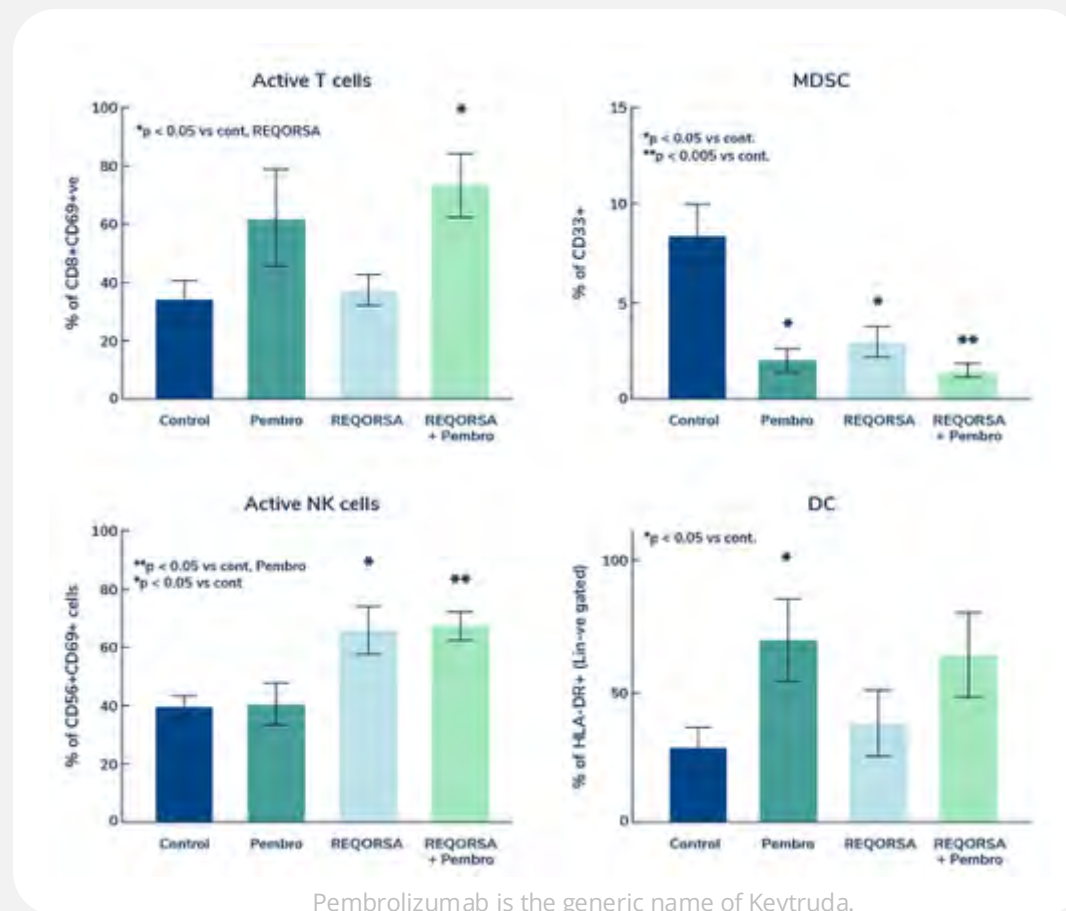 Active T cells
*p < 0.05 vs cont, REQORSA
% of CD8+CD69+ve
100
80
60
40
20
0
Control
Pembro
REQORSA
REQORSA
+ Pembro
*
MDSC
*p < 0.05 vs cont.
**p < 0.005 vs cont.
% of CD33+
15
10
5
0
*
*
**
Control
Pembro
REQORSA
REQORSA
+ Pembro
Active NK cells
**p < 0.05 vs cont, Pembro
*p < 0.05 vs cont
% of CD56+CD69+ cells
100
80
60
40
20
0
*
**
Control
Pembro
REQORSA
REQORSA
+ Pembro
DC
*p < 0.05 vs cont.
% of HLA-DR+ (Lin-ve gated)
100
50
0
*
Control
Pembro
REQORSA
REQORSA
+ Pembro
Pembrolizumab is the generic name of Keytruda.